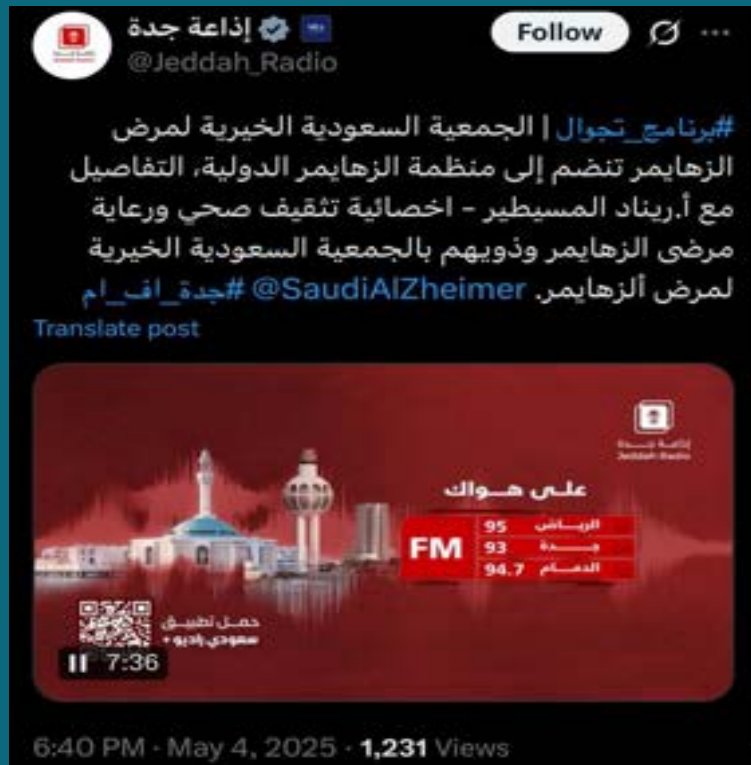 إذاعة جدة
@Jeddah_Radio
Follow
#برنامج_تجوال | الجمعية السعودية الخيرية لمرض
الزهايمر تنضم إلى منظمة الزهايمر الدولية، التفاصيل
مع أ.ريناد المسيطير - اخصائية تثقيف صحي ورعاية
مرضى الزهايمر وذويهم بالجمعية السعودية الخيرية
لمرض ألزهايمر. @SaudiAlZheimer #جدة_اف_ام
Translate post
إذاعة جدة
Jeddah Radio
على هواك
FM
الرياض 95
جدة 93
الدمام 94.7
حمل تطبيق
سعودي راديو +
7:36
6:40 PM · May 4, 2025 · 1,231 Views